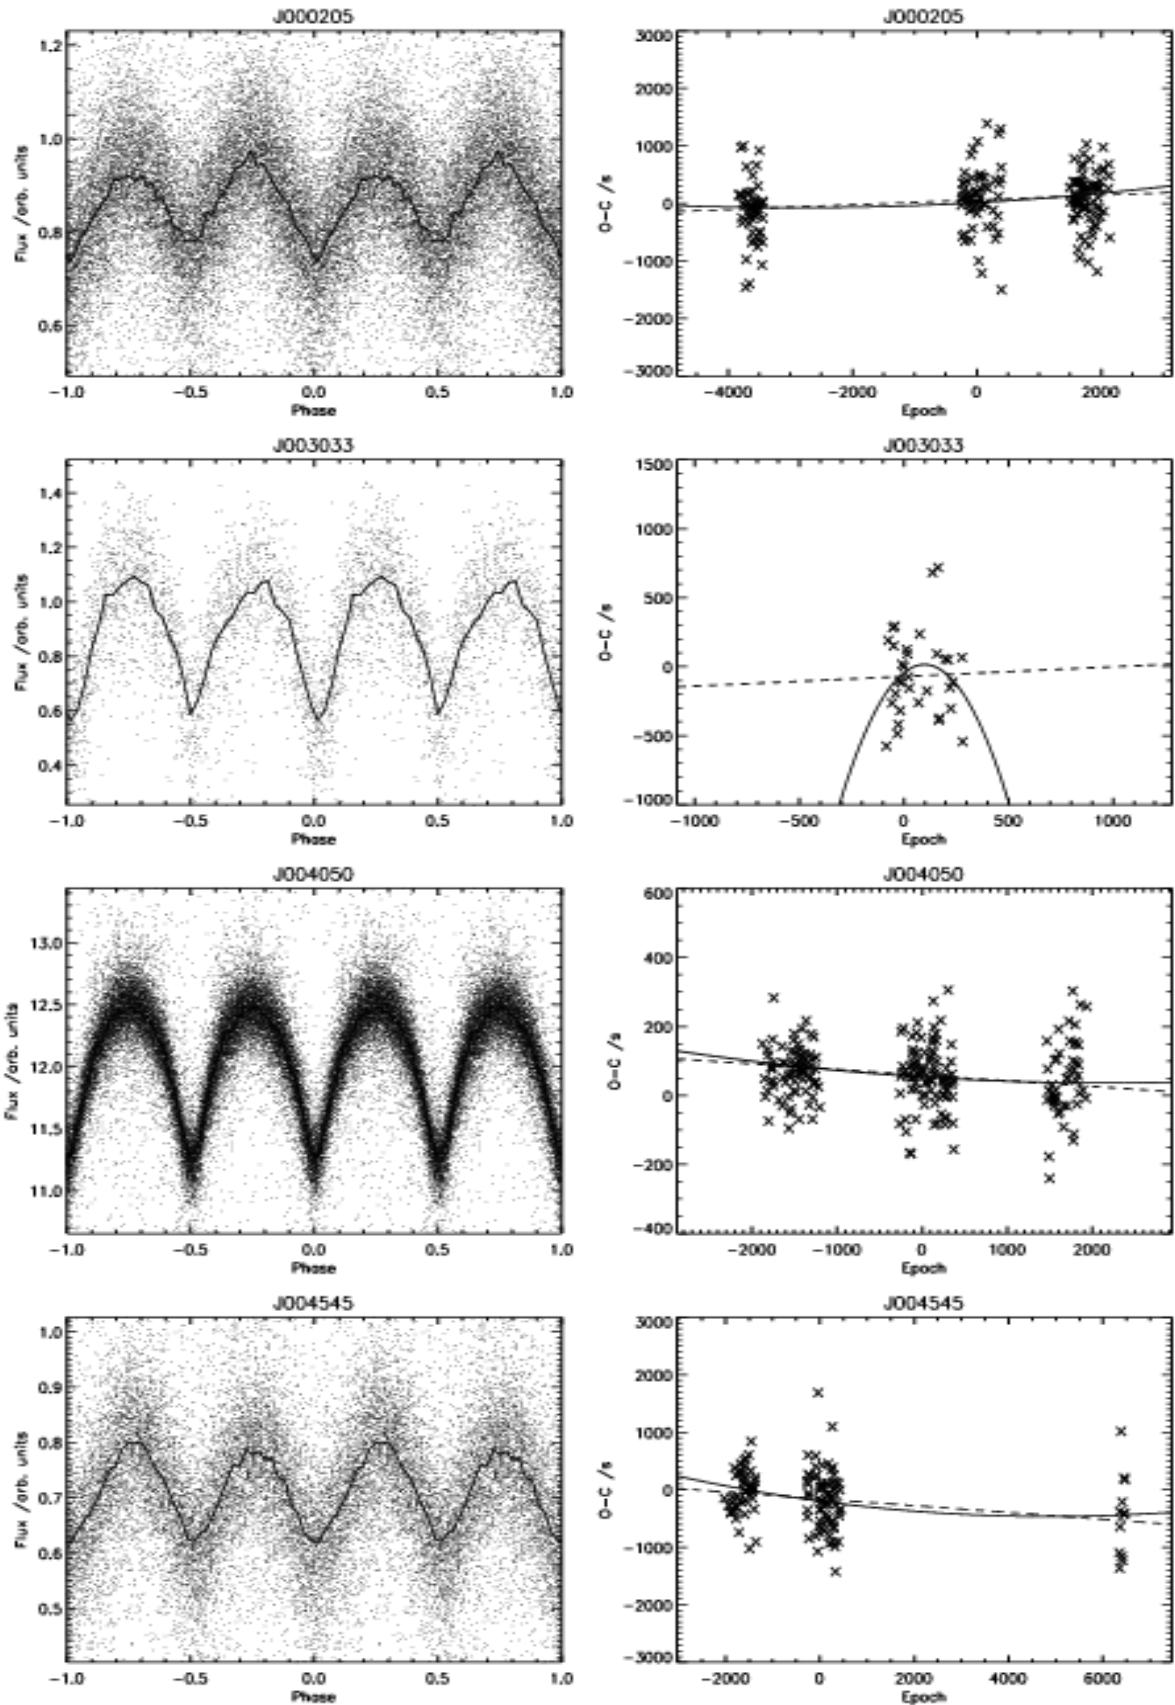 J000205
1.2
1.0
0.8
0.6
Flux /arb. units
-1.0 -0.5 0.0 0.5 1.0
Phase
J000205
3000
2000
1000
0
-1000
-2000
-3000
O-C /s
-4000 -2000 0 2000
Epoch
J003033
1.4
1.2
1.0
0.8
0.6
0.4
Flux /arb. units
-1.0 -0.5 0.0 0.5 1.0
Phase
J003033
1500
1000
500
0
-500
-1000
O-C /s
-1000 -500 0 500 1000
Epoch
J004050
13.0
12.5
12.0
11.5
11.0
Flux /arb. units
-1.0 -0.5 0.0 0.5 1.0
Phase
J004050
600
400
200
0
-200
-400
O-C /s
-2000 -1000 0 1000 2000
Epoch
J004545
1.0
0.9
0.8
0.7
0.6
0.5
Flux /arb. units
-1.0 -0.5 0.0 0.5 1.0
Phase
J004545
3000
2000
1000
0
-1000
-2000
-3000
O-C /s
-2000 0 2000 4000 6000
Epoch